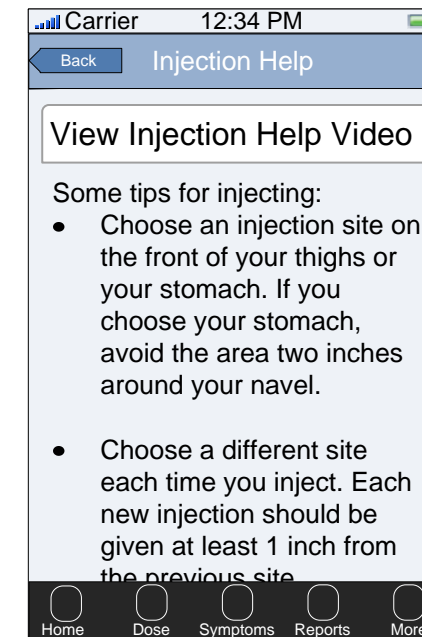 Carrier 12:34 PM
Back Injection Help
View Injection Help Video
Some tips for injecting:
• Choose an injection site on
the front of your thighs or
your stomach. If you
choose your stomach,
avoid the area two inches
around your navel.
• Choose a different site
each time you inject. Each
new injection should be
given at least 1 inch from
the previous site
Home Dose Symptoms Reports More